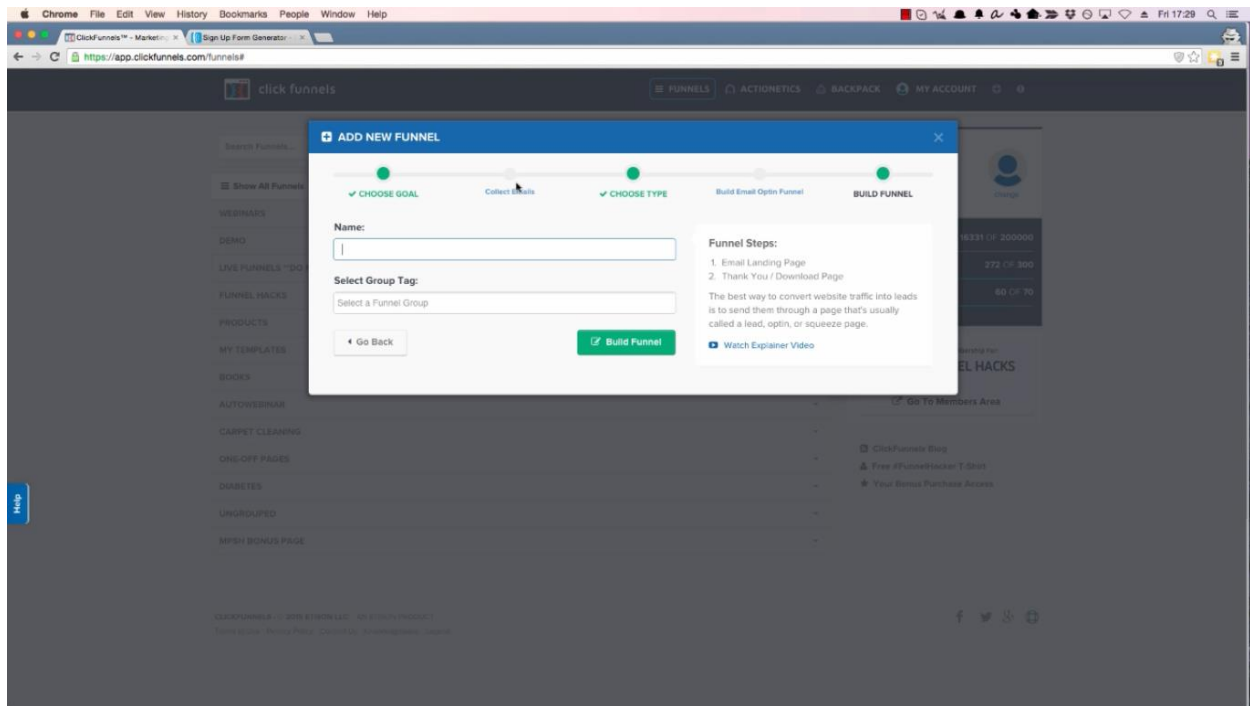 Chrome File Edit View History Bookmarks People Window Help
Fri 17:29
ClickFunnels™ - Marketing
Sign Up Form Generator -
https://app.clickfunnels.com/funnels#
click funnels
FUNNELS ACTIONETICS BACKPACK MY ACCOUNT
ADD NEW FUNNEL
Search Funnels...
CHOOSE GOAL
Collect Emails
CHOOSE TYPE
Build Email Optin Funnel
BUILD FUNNEL
Show All Funnels
change
WEBINARS
Name:
DEMO
Funnel Steps:
16331 OF 200000
1. Email Landing Page
2. Thank You / Download Page
LIVE FUNNELS **DO
272 OF 300
Select Group Tag:
FUNNEL HACKS
Select a Funnel Group
The best way to convert website traffic into leads
is to send them through a page that's usually
called a lead, optin, or squeeze page.
60 OF 70
PRODUCTS
Go Back
Build Funnel
Watch Explainer Video
MY TEMPLATES
EL HACKS
BOOKS
AUTOWEBINAR
Go To Members Area
CARPET CLEANING
ClickFunnels Blog
ONE-OFF PAGES
Free #FunnelHacker T-Shirt
DIABETES
Your Bonus Purchase Access
Help
UNGROUPED
MPSH BONUS PAGE